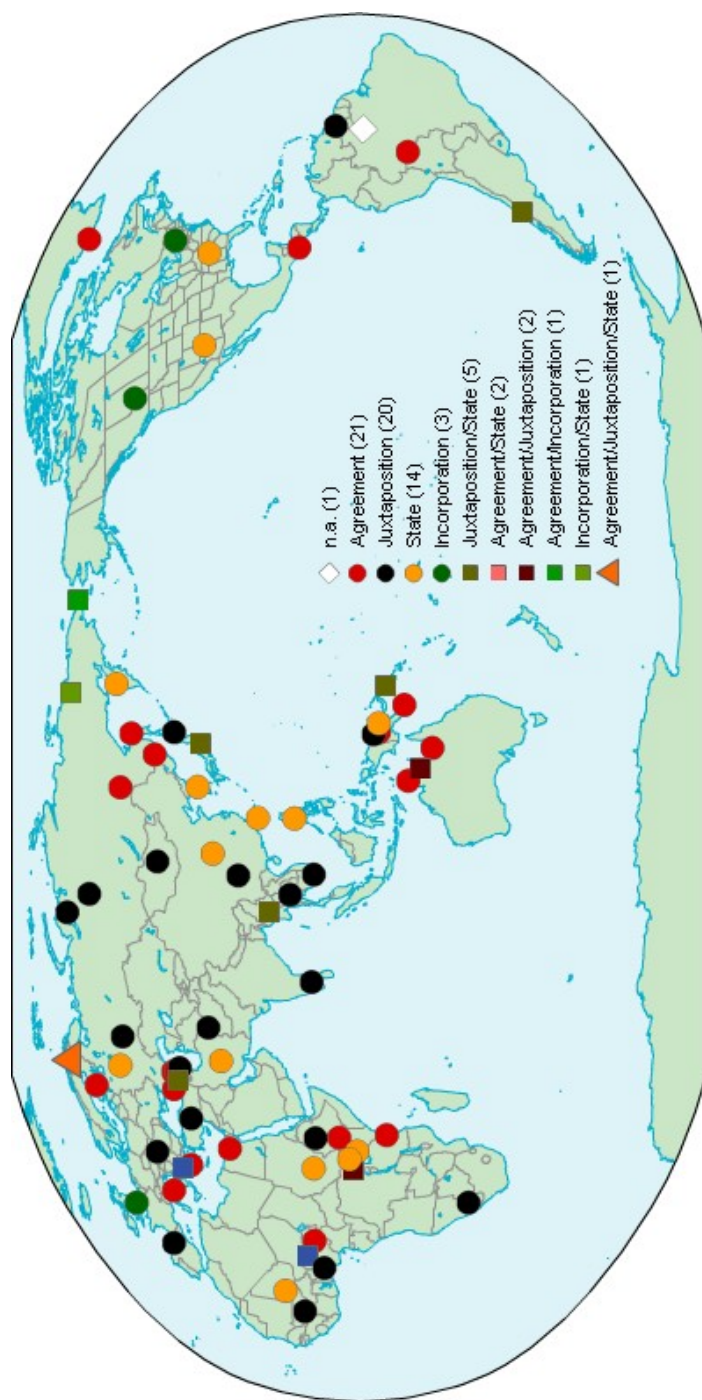 n.a. (1)
Agreement (21)
Juxtaposition (20)
State (14)
Incorporation (3)
Juxtaposition/State (5)
Agreement/State (2)
Agreement/Juxtaposition (2)
Agreement/Incorporation (1)
Incorporation/State (1)
Agreement/Juxtaposition/State (1)